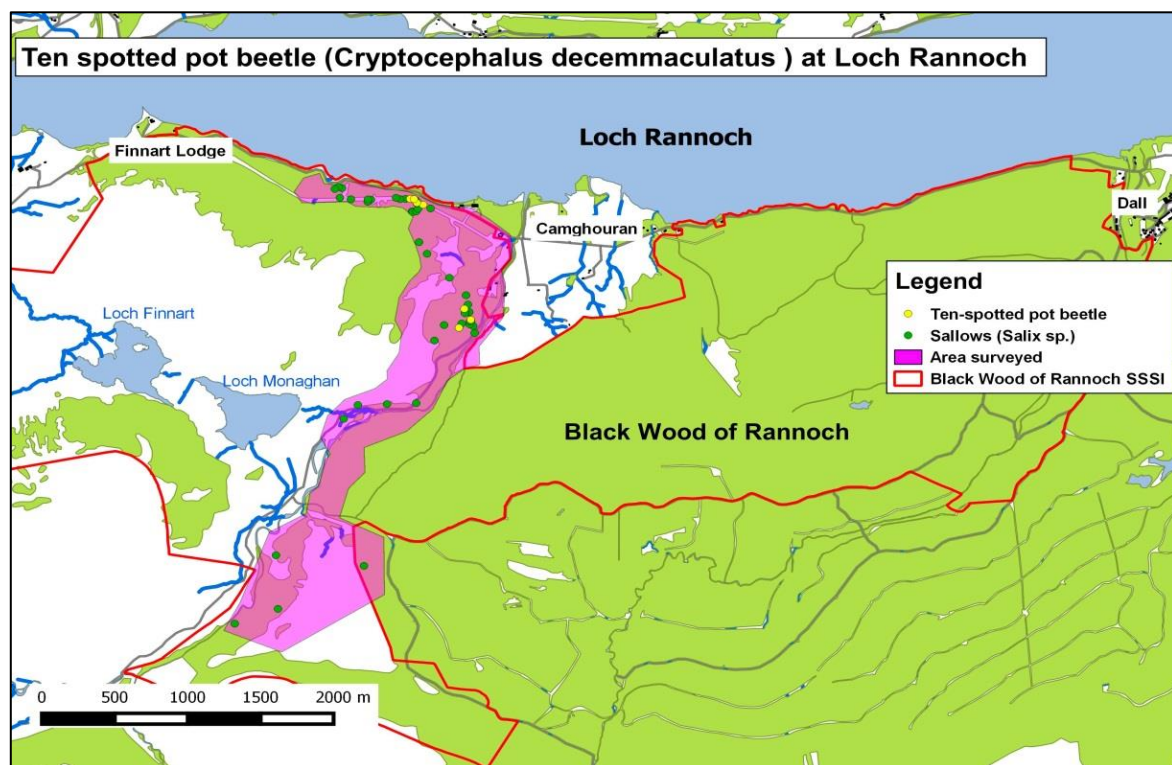 Ten spotted pot beetle (Cryptocephalus decemmaculatus ) at Loch Rannoch
Loch Rannoch
Finnart Lodge
Camghouran
Dall
Legend
Ten-spotted pot beetle
Sallows (Salix sp.)
Area surveyed
Black Wood of Rannoch SSSI
Loch Finnart
Loch Monaghan
Black Wood of Rannoch
0 500 1000 1500 2000 m